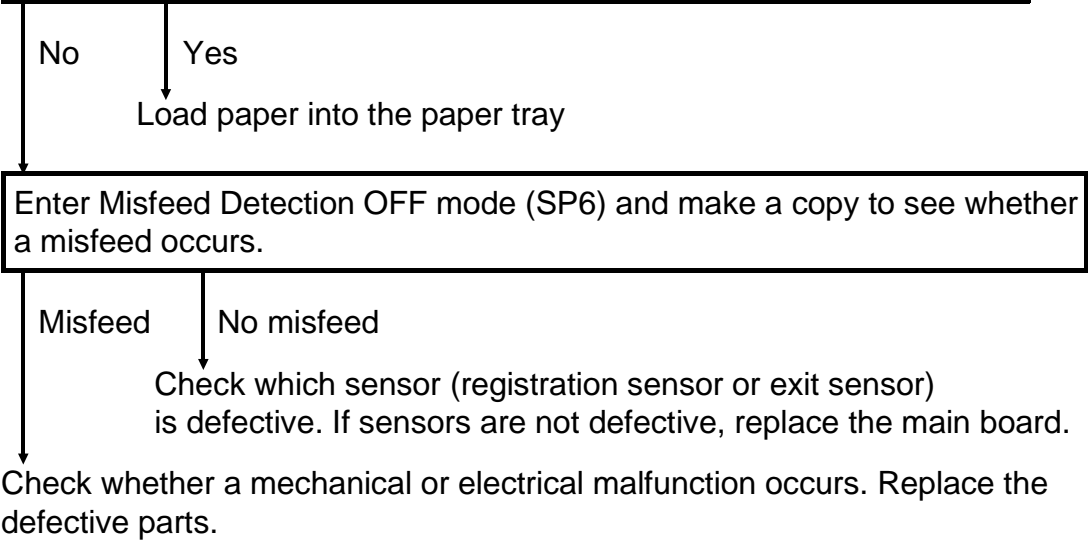 No
Yes
Load paper into the paper tray
Enter Misfeed Detection OFF mode (SP6) and make a copy to see whether
a misfeed occurs.
Misfeed
No misfeed
Check which sensor (registration sensor or exit sensor)
is defective. If sensors are not defective, replace the main board.
Check whether a mechanical or electrical malfunction occurs. Replace the
defective parts.